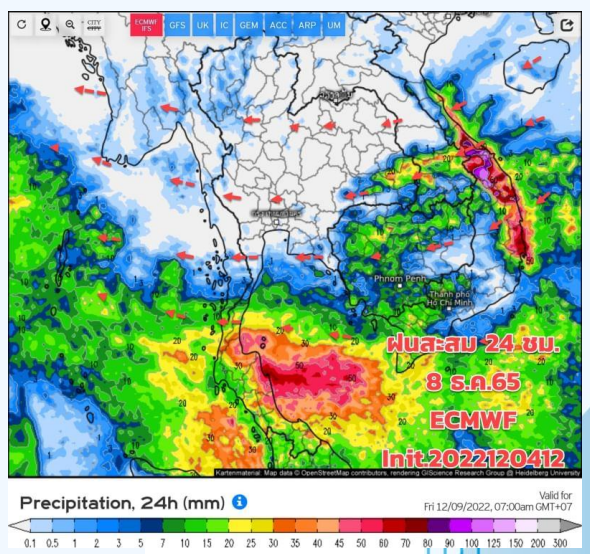 CITY
ECMWF IFS GFS UK IC GEM ACC ARP UM
Phnom Penh
Thành phố
Hồ Chí Minh
ฝนสะสม 24 ชม.
8 ธ.ค.65
ECMWF
Init.2022120412
Kartenmaterial, Map data © OpenStreetMap contributors, rendering GIScience Research Group @ Heidelberg University
Precipitation, 24h (mm)
Valid for
Fri 12/09/2022, 07:00am GMT+07
0.1 0.5 1 2 3 5 7 10 15 20 25 30 35 40 45 50 60 70 80 90 100 125 150 200 300